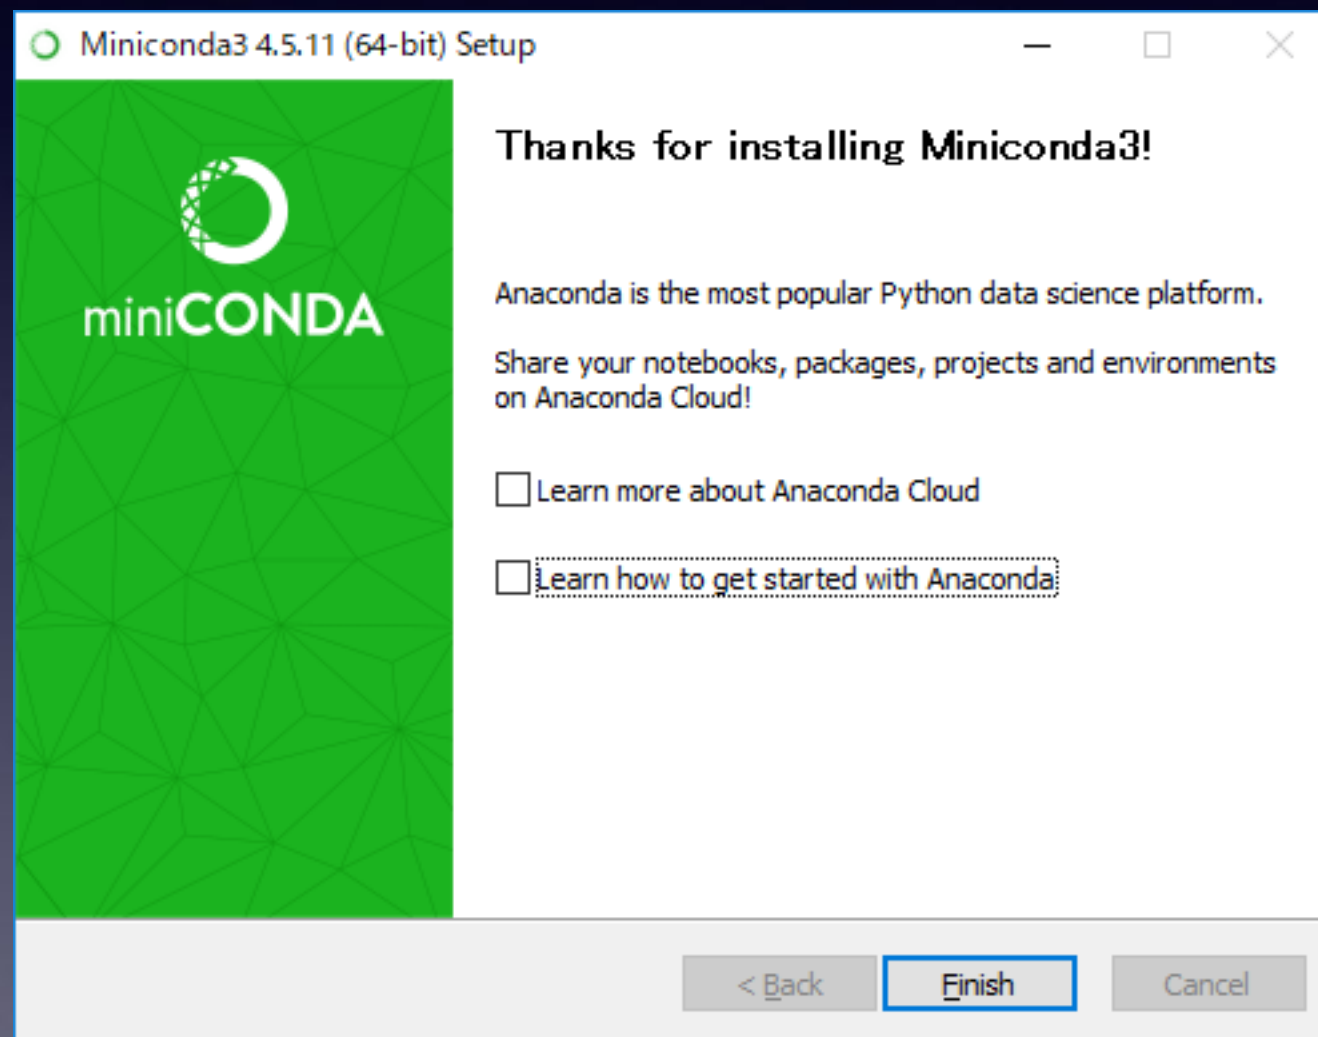 Miniconda3 4.5.11 (64-bit) Setup
miniCONDA
Thanks for installing Miniconda3!
Anaconda is the most popular Python data science platform.
Share your notebooks, packages, projects and environments
on Anaconda Cloud!
Learn more about Anaconda Cloud
Learn how to get started with Anaconda
< Back
Finish
Cancel